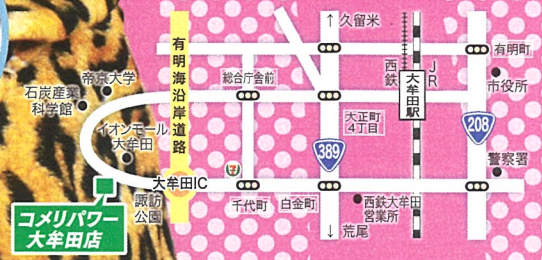 ↑久留米
有明海沿岸道路
有明町
西鉄
JR
大牟田駅
市役所
帝京大学
総合庁舎前
石炭産業
科学館
大正町
4丁目
208
イオンモール
大牟田
389
警察署
7
大牟田IC
コメリパワー
大牟田店
諏訪
公園
千代町
白金町
西鉄大牟田
営業所
↓荒尾